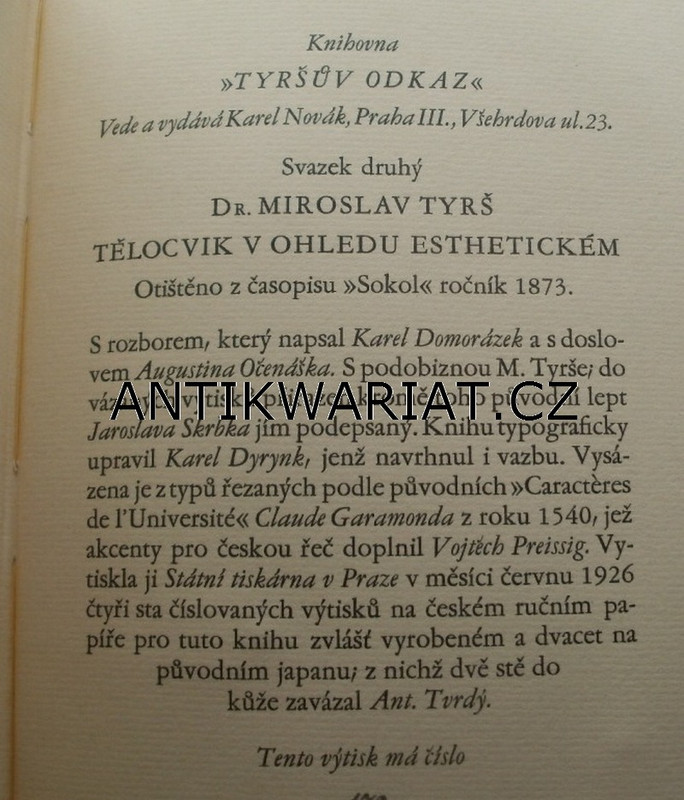 Knihovna
»TYRŠŮV ODKAZ«
Vede a vydává Karel Novák, Praha III., Všehrdova ul. 23.
Svazek druhý
DR. MIROSLAV TYRŠ
TĚLOCVIK V OHLEDU ESTHETICKÉM
Otištěno z časopisu »Sokol« ročník 1873.
S rozborem, který napsal Karel Domorázek a s doslo-
vem Augustina Očenáška. S podobiznou M. Tyrše; do
původní lept
ANTIKWARIAT.CZ
Jaroslava Skrbka jím podepsaný. Knihu typograficky
upravil Karel Dyrynk, jenž navrhnul i vazbu. Vysá-
zena je z typů řezaných podle původních »Caractères
de l'Université« Claude Garamonda z roku 1540, jež
akcenty pro českou řeč doplnil Vojtěch Preissig. Vy-
tiskla ji Státní tiskárna v Praze v měsíci červnu 1926
čtyři sta číslovaných výtisků na českém ručním pa-
píře pro tuto knihu zvlášť vyrobeném a dvacet na
původním japanu; z nichž dvě stě do
kůže zavázal Ant. Tvrdý.
Tento výtisk má číslo